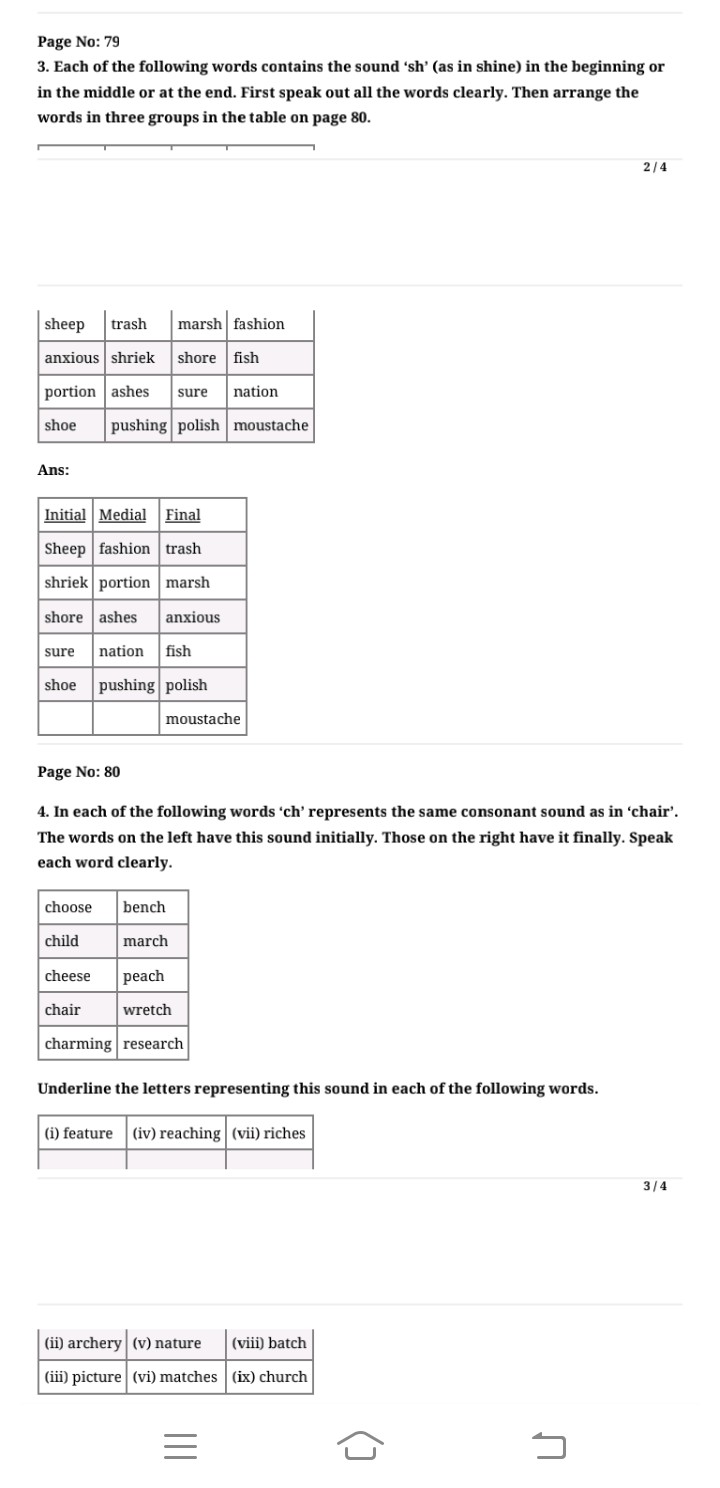 Page No: 79
3. Each of the following words contains the sound ‘sh’ (as in shine) in the beginning or
in the middle or at the end. First speak out all the words clearly. Then arrange the
words in three groups in the table on page 80.
2 / 4
sheep trash marsh fashion
anxious shriek shore fish
portion ashes sure nation
shoe pushing polish moustache
Ans:
Initial Medial Final
Sheep fashion trash
shriek portion marsh
shore ashes anxious
sure nation fish
shoe pushing polish
moustache
Page No: 80
4. In each of the following words ‘ch’ represents the same consonant sound as in ‘chair’.
The words on the left have this sound initially. Those on the right have it finally. Speak
each word clearly.
choose bench
child march
cheese peach
chair wretch
charming research
Underline the letters representing this sound in each of the following words.
(i) feature (iv) reaching (vii) riches
3 / 4
(ii) archery (v) nature (viii) batch
(iii) picture (vi) matches (ix) church